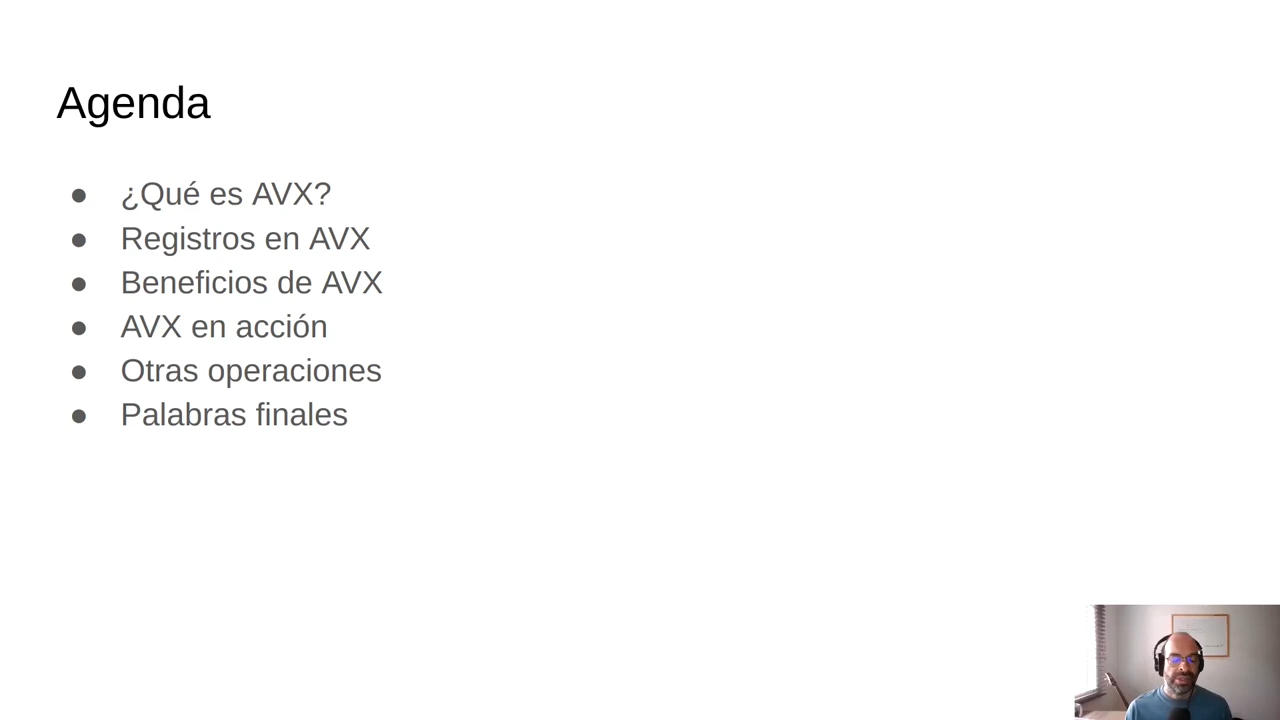 Agenda
● ¿Qué es AVX?
● Registros en AVX
● Beneficios de AVX
● AVX en acción
● Otras operaciones
● Palabras finales